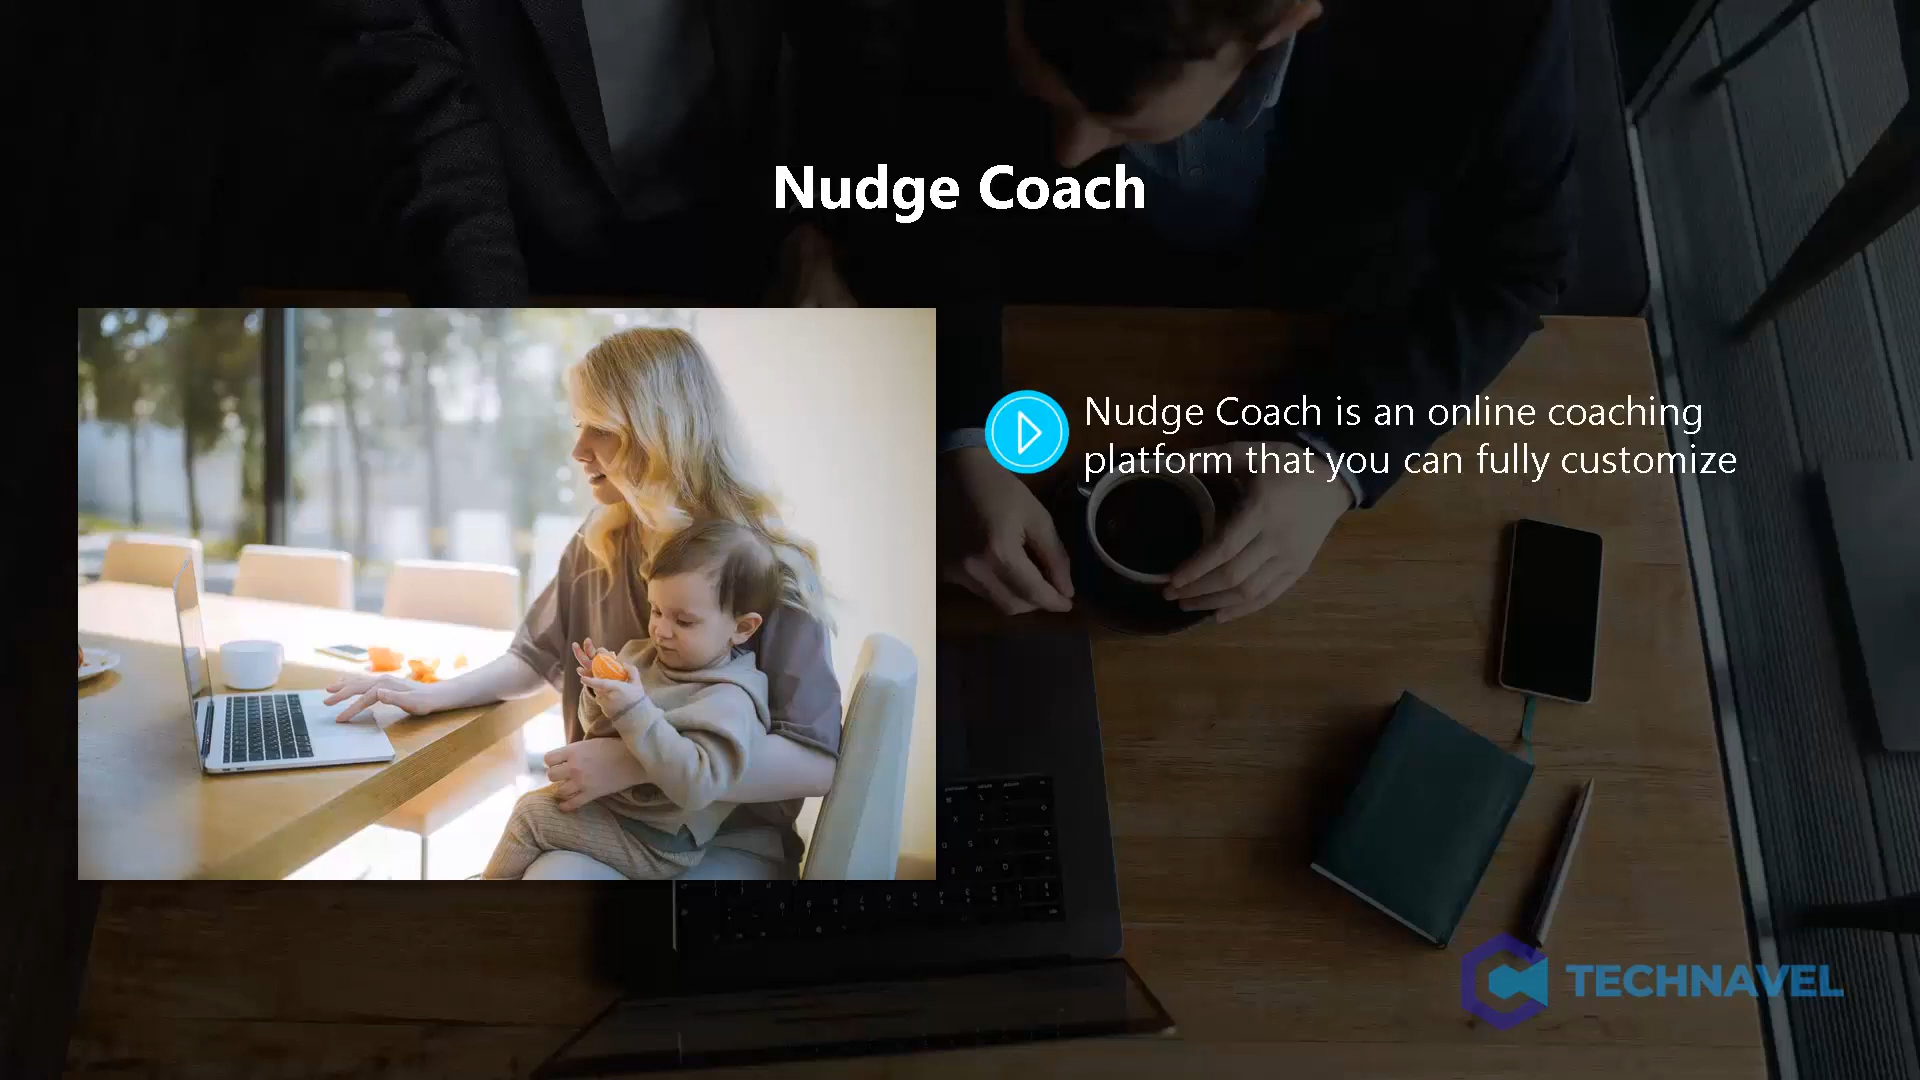 Nudge Coach
Nudge Coach is an online coaching
platform that you can fully customize
TECHNAVEL